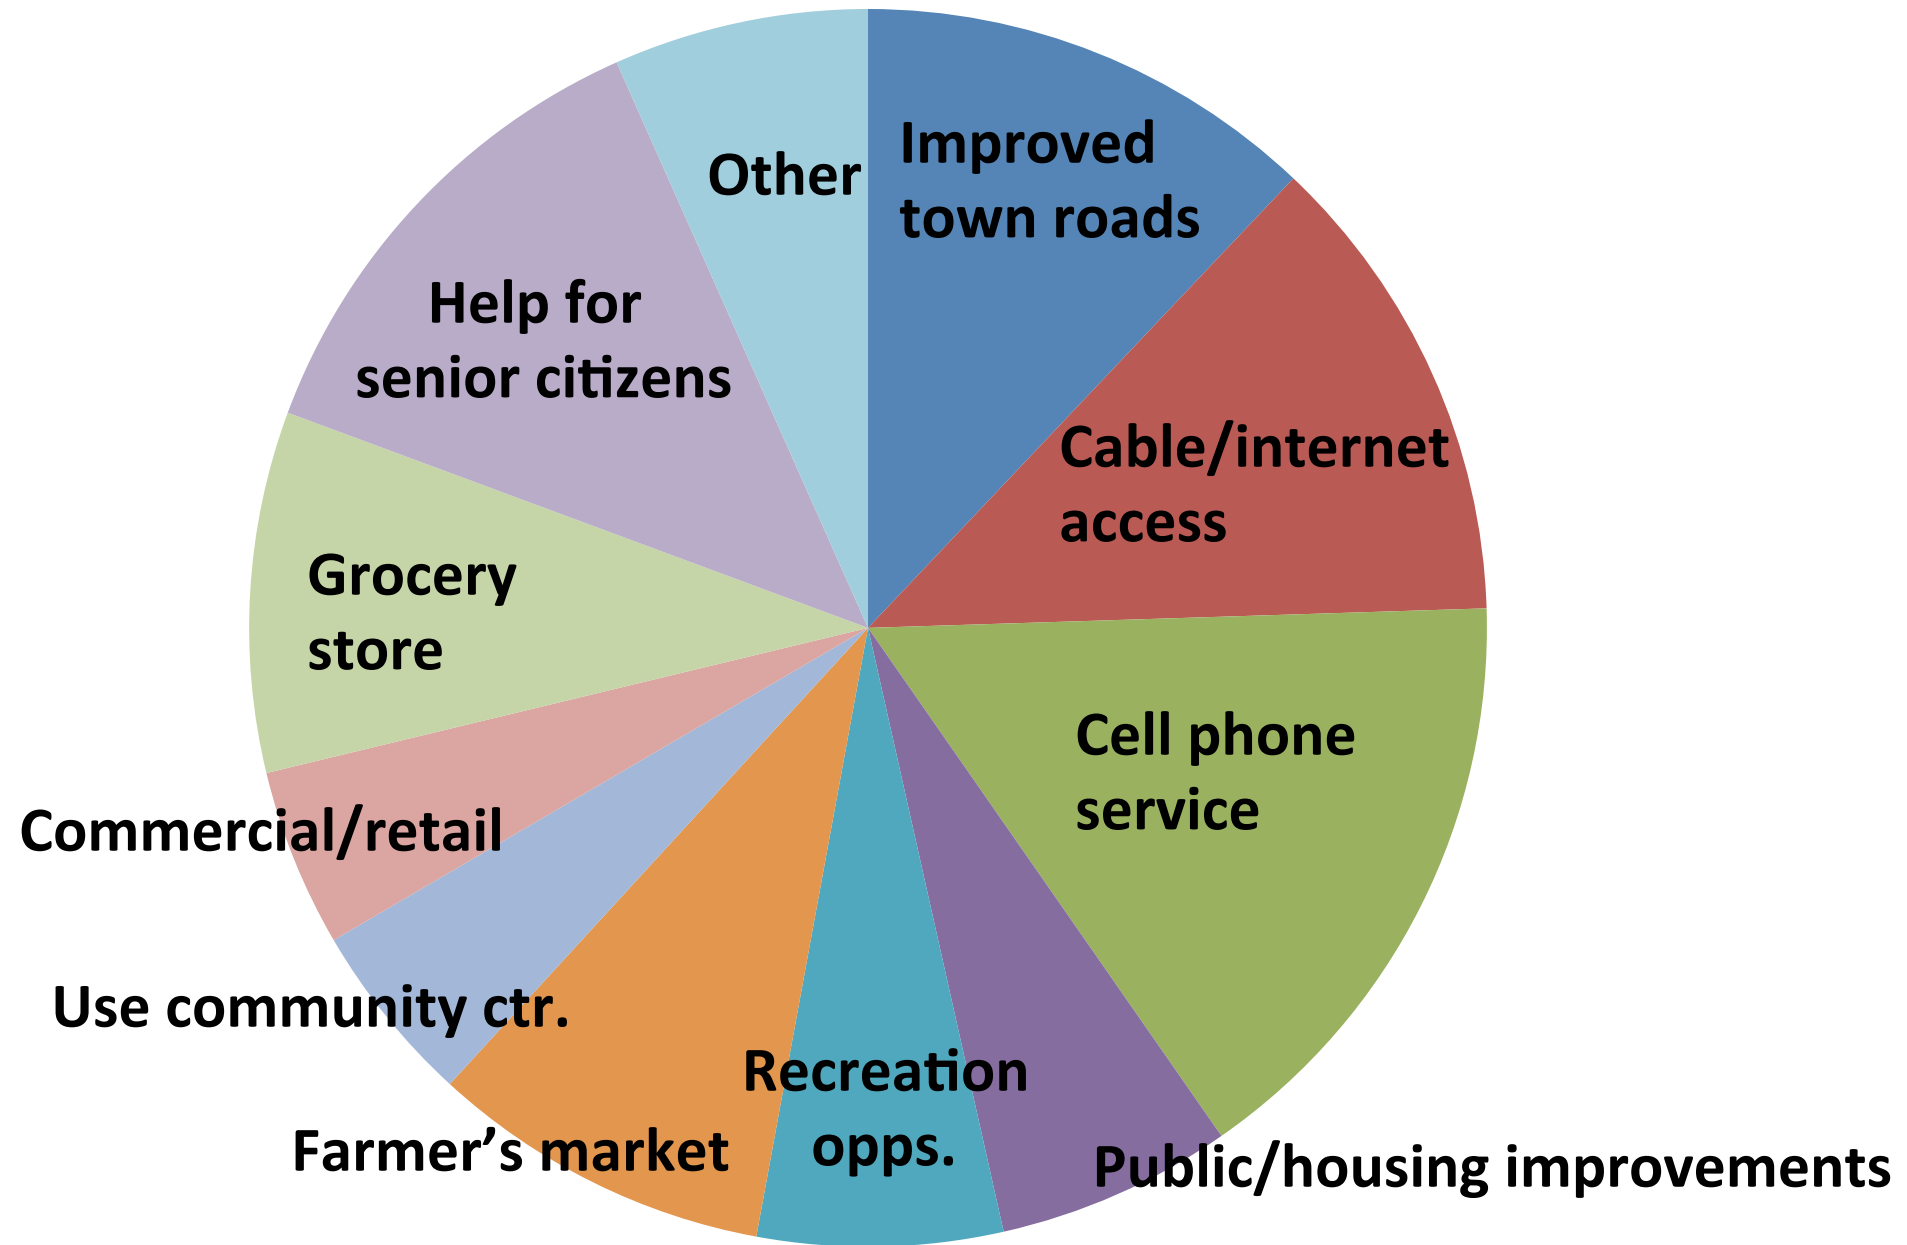 Improved
town roads
Cable/internet
access
Cell phone
service
Public/housing improvements
Recreation
opps.
Farmer’s market
Use community ctr.
Commercial/retail
Grocery
store
Help for
senior citizens
Other